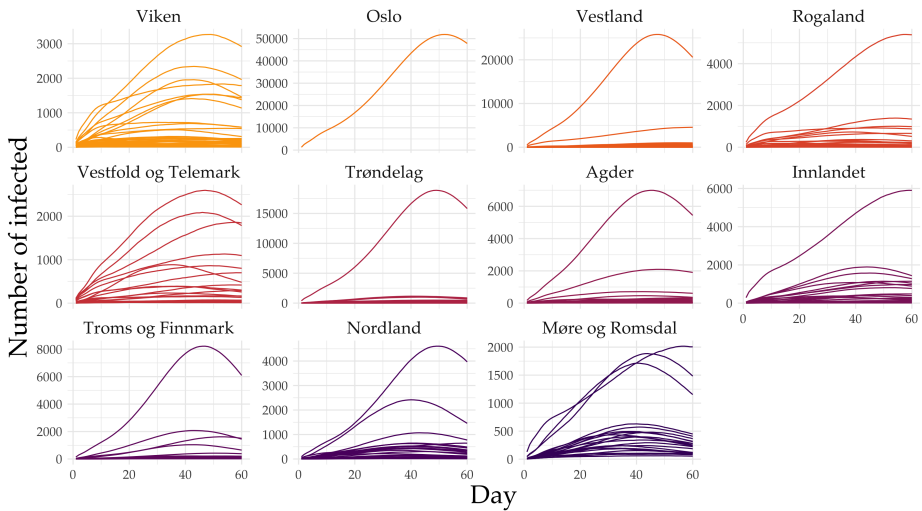 Viken
Oslo
Vestland
Rogaland
3000
2000
1000
0
50000
40000
30000
20000
10000
0
20000
10000
0
4000
2000
0
Vestfold og Telemark
Trøndelag
Agder
Innlandet
2000
1000
0
15000
10000
5000
0
6000
4000
2000
0
6000
4000
2000
0
0 20 40 60
Troms og Finnmark
Nordland
Møre og Romsdal
8000
6000
4000
2000
0
4000
3000
2000
1000
0
2000
1500
1000
500
0
0 20 40 60
0 20 40 60
0 20 40 60
Number of infected
Day